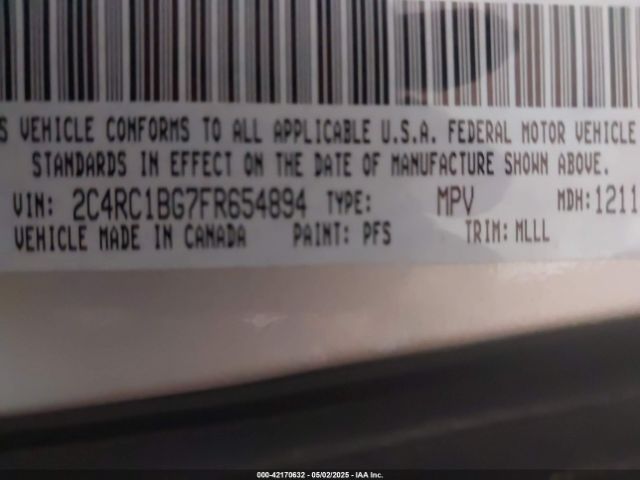 S VEHICLE CONFORMS TO ALL APPLICABLE U.S.A. FEDERAL MOTOR VEHICLE
STANDARDS IN EFFECT ON THE DATE OF MANUFACTURE SHOWN ABOVE.
VIN: 2C4RC1BG7FR654894 TYPE: MPV MDH:1211
VEHICLE MADE IN CANADA PAINT: PFS TRIM: MLLL
000-42170632 - 05/02/2025 - IAA Inc.